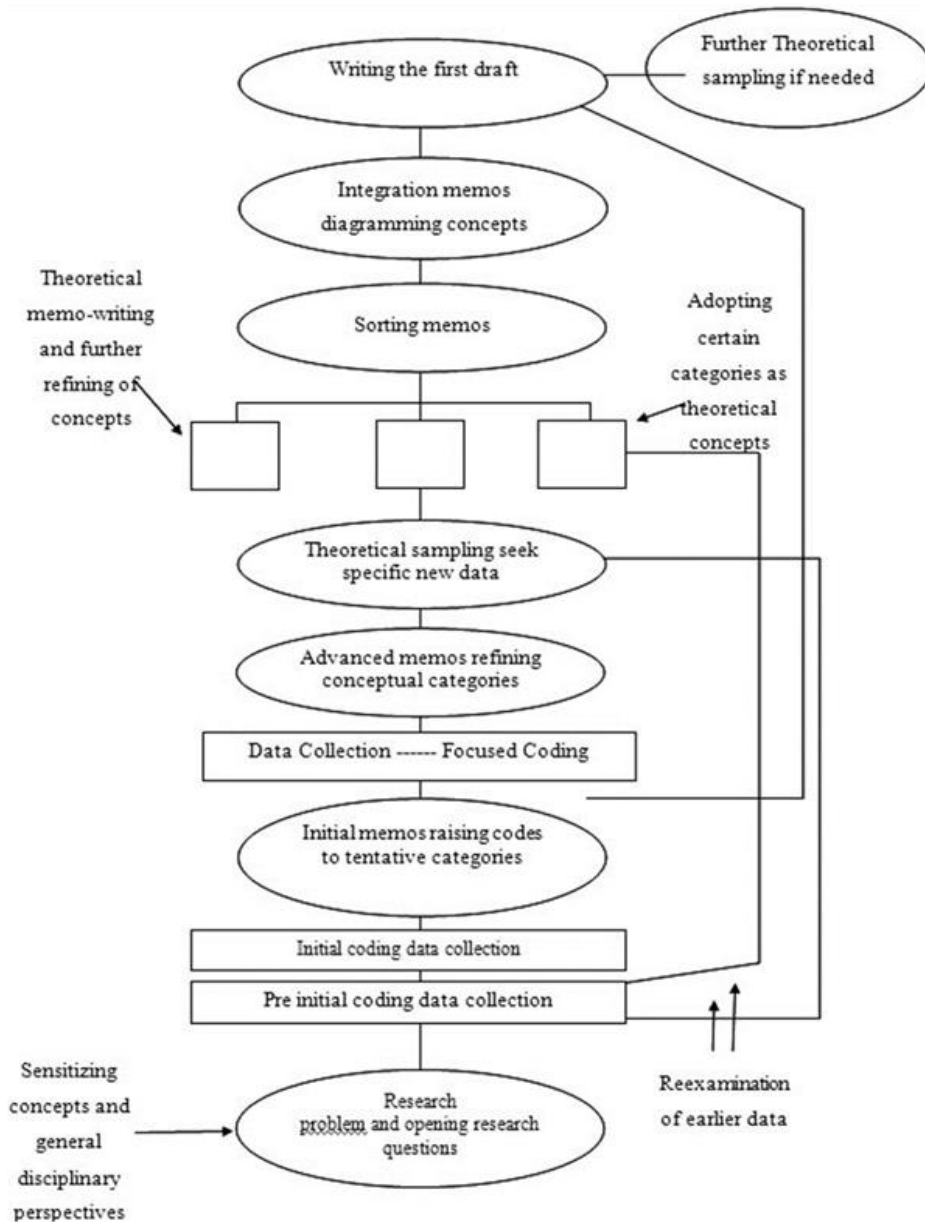 Writing the first draft
Further Theoretical
sampling if needed
Integration memos
diagramming concepts
Theoretical
memo-writing
and further
refining of
concepts
Sorting memos
Adopting
certain
categories as
theoretical
concepts
Theoretical sampling seek
specific new data
Advanced memos refining
conceptual categories
Data Collection ------ Focused Coding
Initial memos raising codes
to tentative categories
Initial coding data collection
Pre initial coding data collection
Sensitizing
concepts and
general
disciplinary
perspectives
Research
problem and opening research
questions
Reexamination
of earlier data